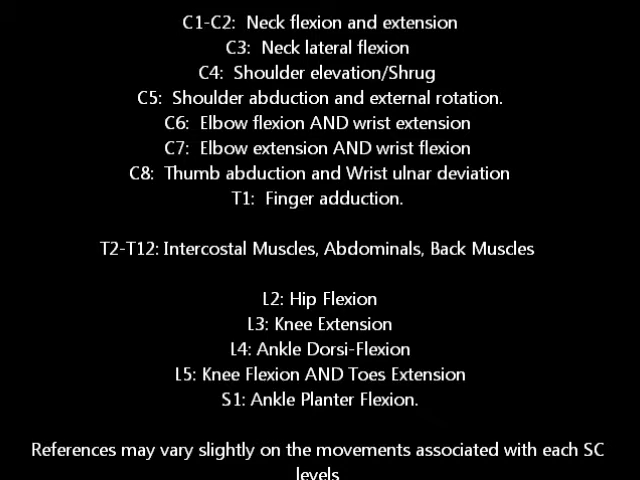 C1-C2:  Neck flexion and extension
C3:  Neck lateral flexion
C4:  Shoulder elevation/Shrug
C5:  Shoulder abduction and external rotation.
C6:  Elbow flexion AND wrist extension
C7:  Elbow extension AND wrist flexion
C8:  Thumb abduction and Wrist ulnar deviation
T1:  Finger adduction.
T2-T12: Intercostal Muscles, Abdominals, Back Muscles
L2: Hip Flexion
L3: Knee Extension
L4: Ankle Dorsi-Flexion
L5: Knee Flexion AND Toes Extension
S1: Ankle Planter Flexion.
References may vary slightly on the movements associated with each SC
levels